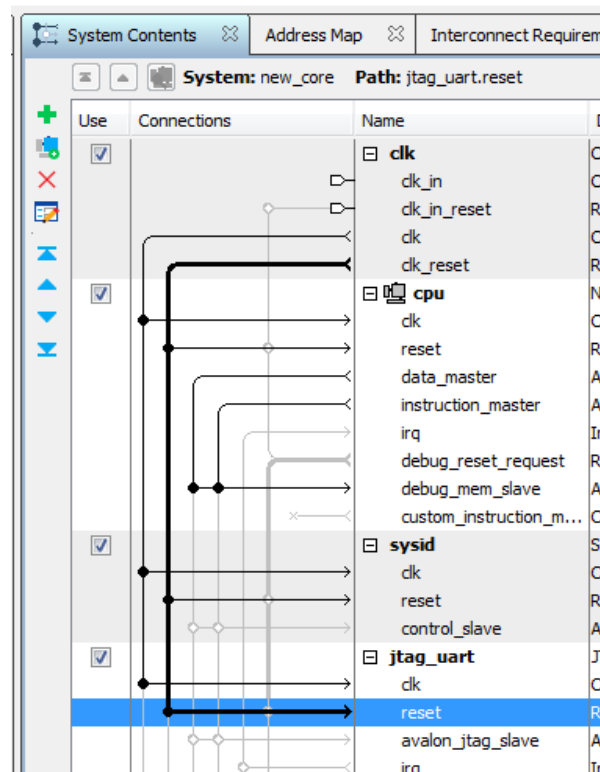 System Contents Address Map Interconnect Requirem
System: new_core Path: jtag_uart.reset
Use Connections Name
clk
clk_in
clk_in_reset
clk
clk_reset
cpu
clk
reset
data_master
instruction_master
irq
debug_reset_request
debug_mem_slave
custom_instruction_m...
sysid
clk
reset
control_slave
jtag_uart
clk
reset
avalon_jtag_slave
irq